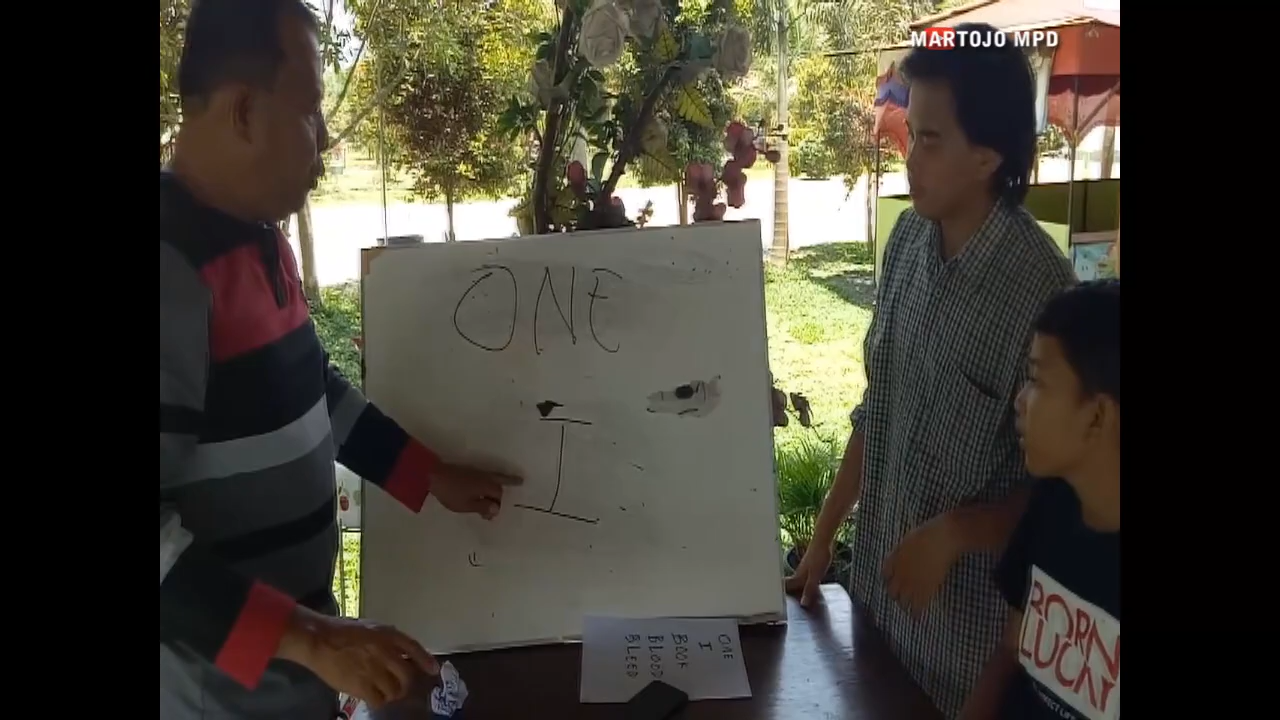 MARTOJO MPD
ONE
I
ONE
I
BOOK
BLOOD
BLEED
BORN
LUCKY